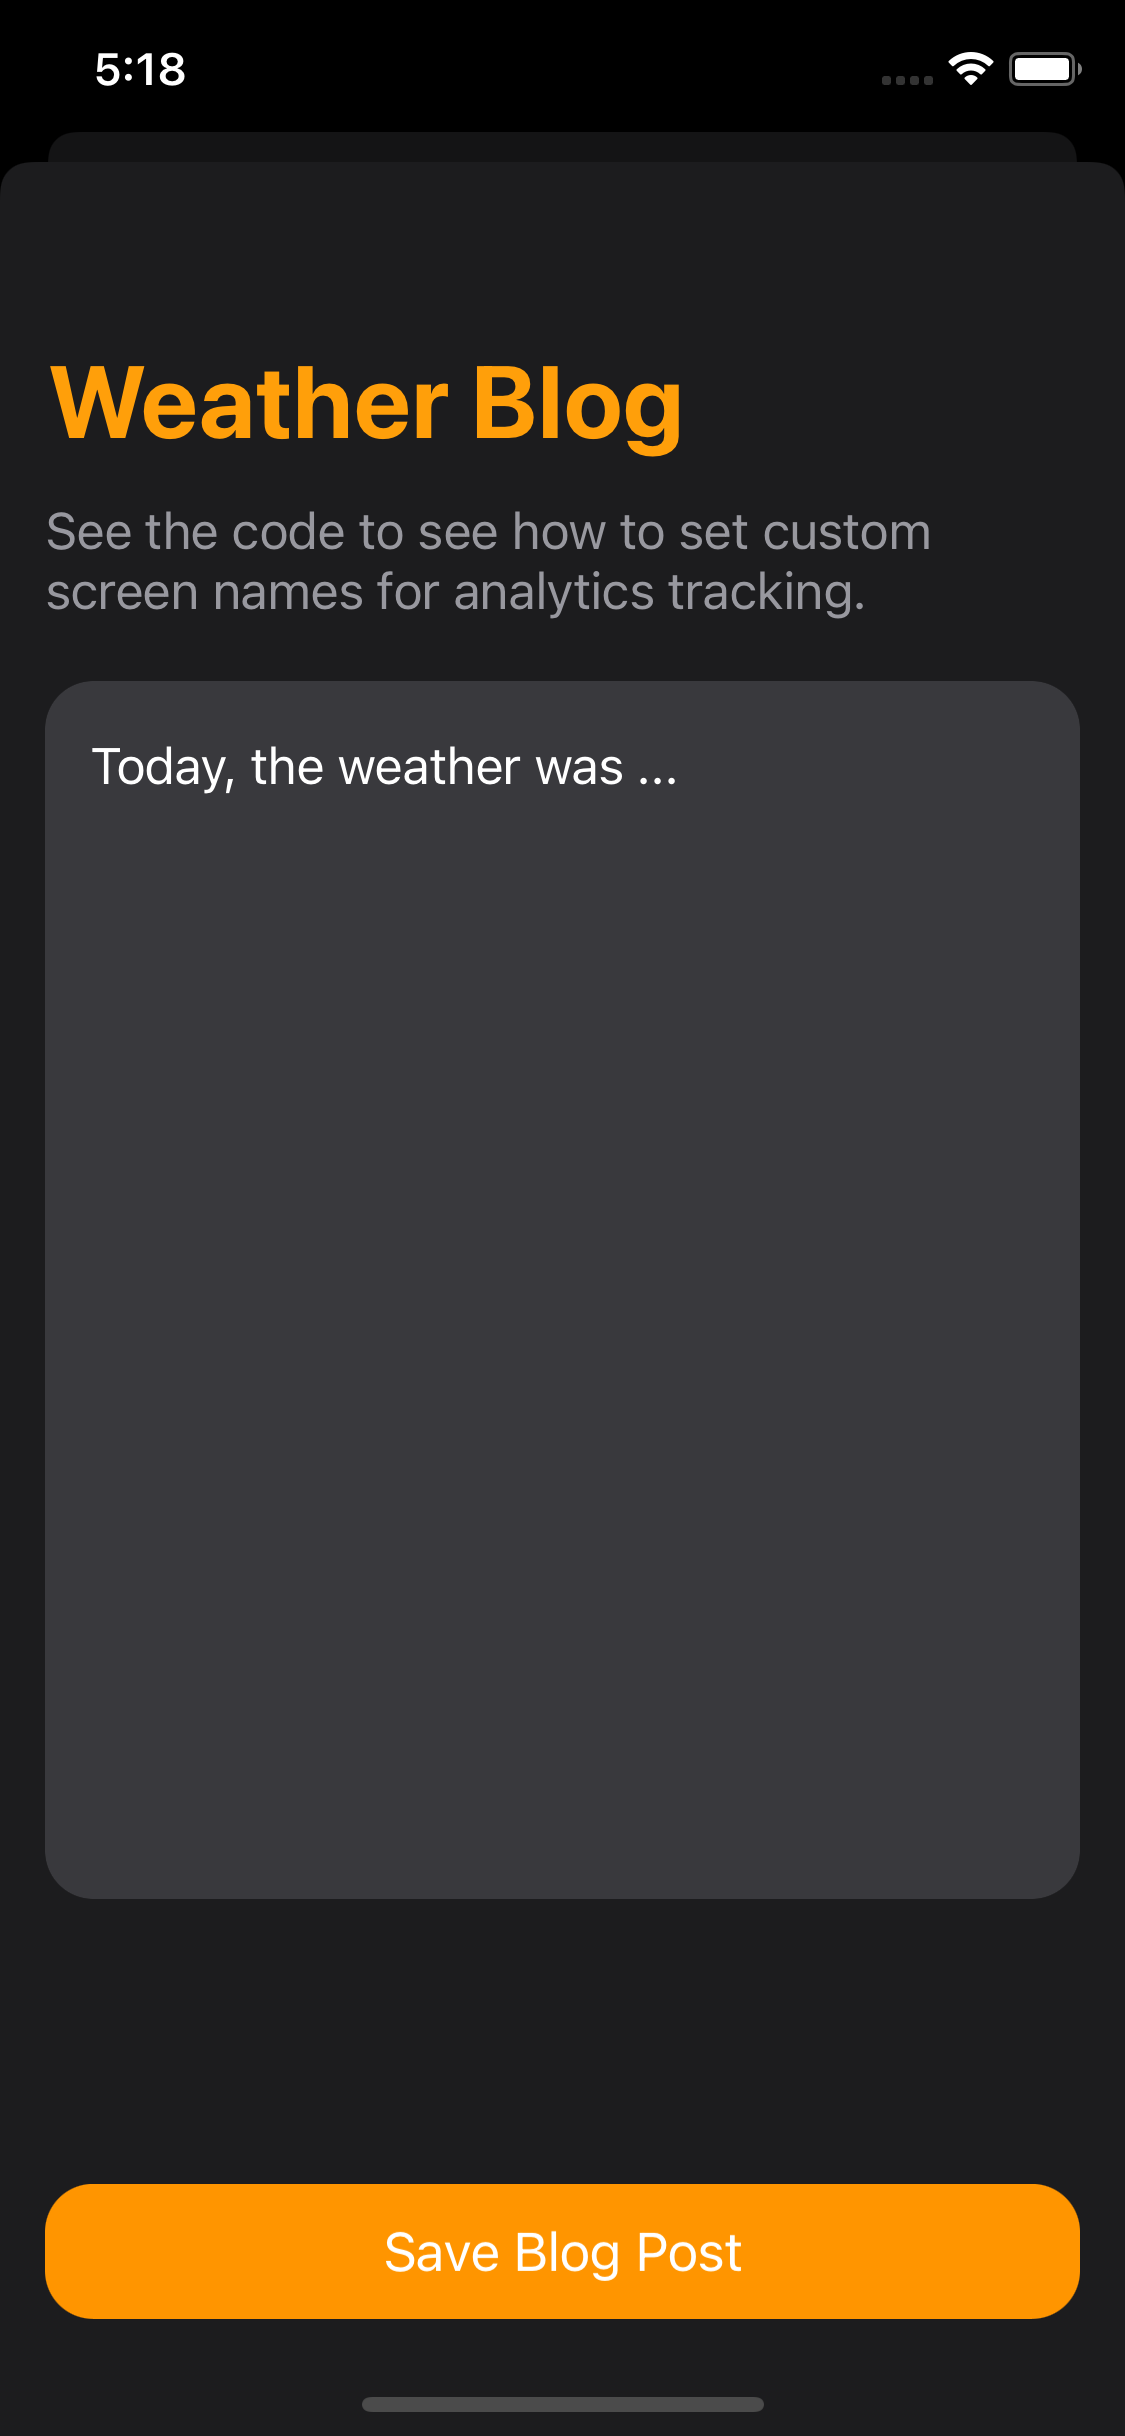 5:18
Weather Blog
See the code to see how to set custom
screen names for analytics tracking.
Today, the weather was ...
Save Blog Post